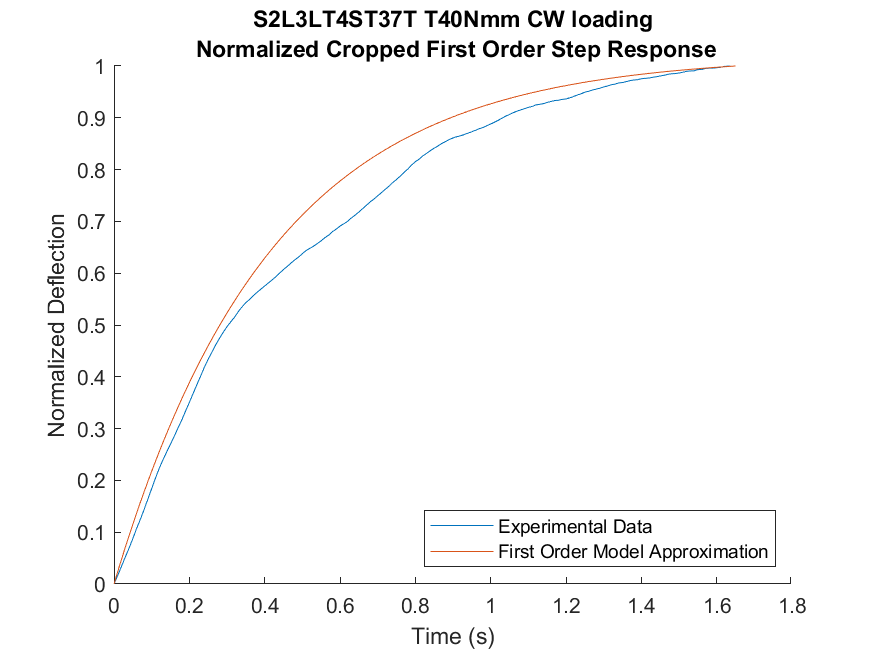 S2L3LT4ST37T T40Nmm CW loading
Normalized Cropped First Order Step Response
1
0.9
0.8
0.7
0.6
0.5
0.4
0.3
0.2
0.1
0
Normalized Deflection
Experimental Data
First Order Model Approximation
0 0.2 0.4 0.6 0.8 1 1.2 1.4 1.6 1.8
Time (s)